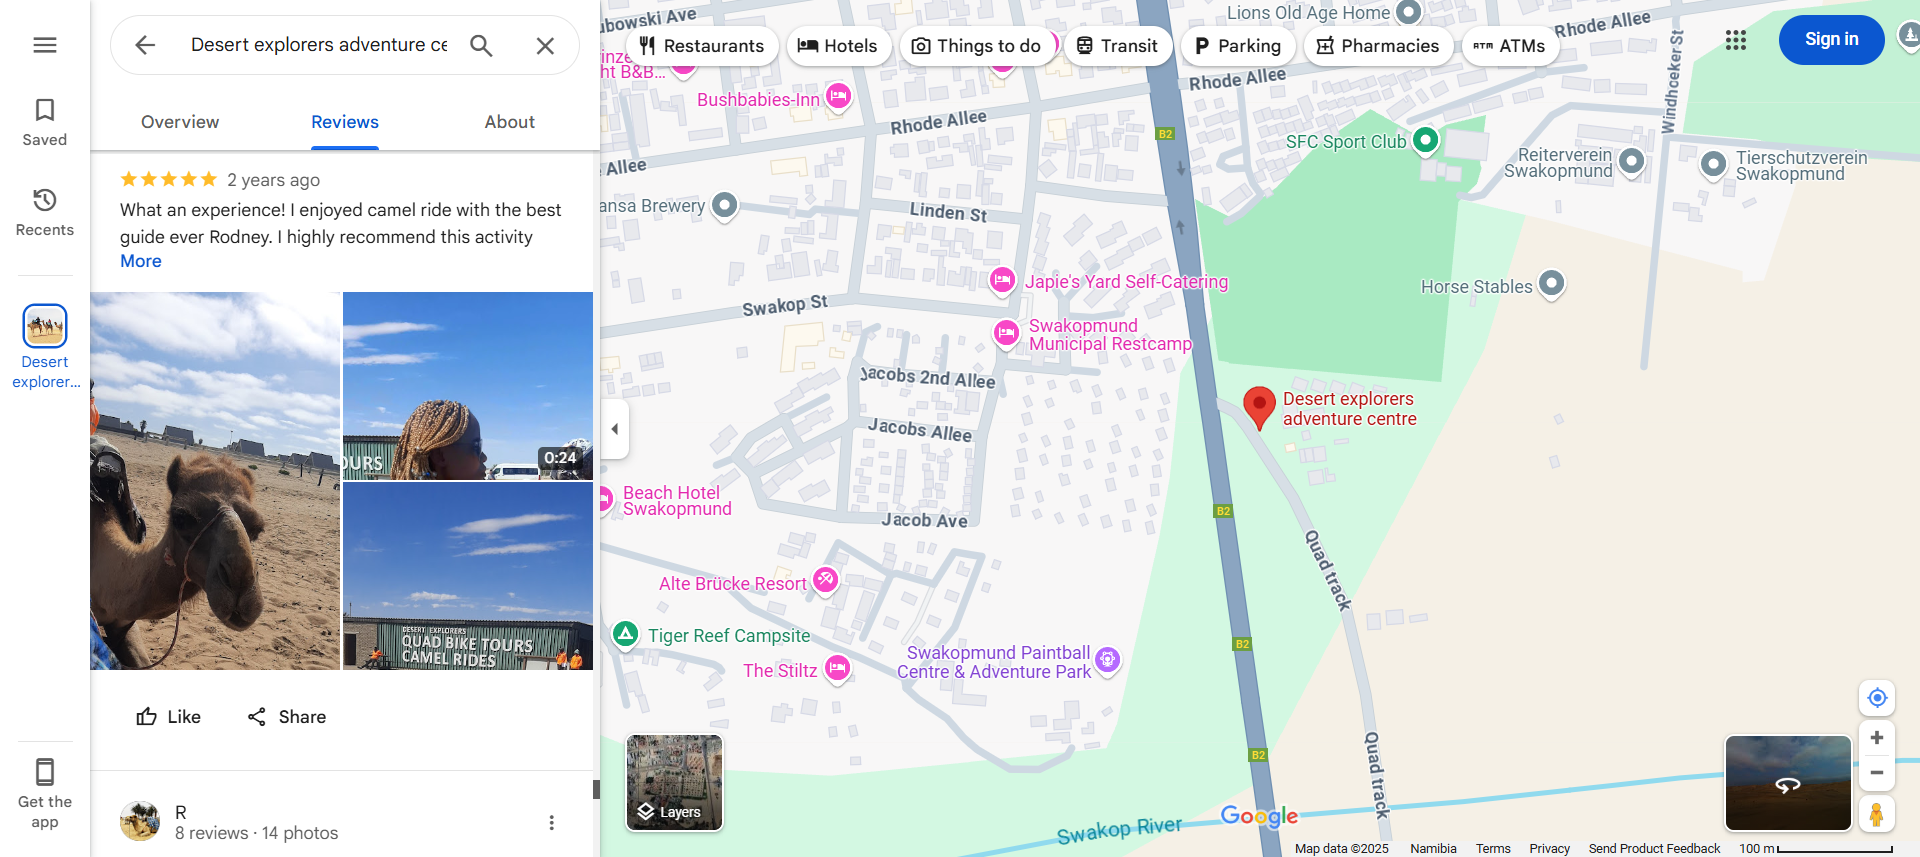 Desert explorers adventure ce
Saved
Recents
Desert
explorer...
Get the
app
Overview
Reviews
About
2 years ago
What an experience! I enjoyed camel ride with the best
guide ever Rodney. I highly recommend this activity
More
OURS
0:24
DESERT EXPLORERS
QUAD BIKE TOURS
CAMEL RIDES
Like
Share
R
8 reviews · 14 photos
Restaurants
Hotels
Things to do
Transit
Parking
Pharmacies
ATMs
Sign in
Lions Old Age Home
Rhode Allee
Bushbabies-Inn
Rhode Allee
Rhode Allee
B2
SFC Sport Club
Windhoeker St
Reiterverein
Swakopmund
Tierschutzverein
Swakopmund
Allee
ansa Brewery
Linden St
Japie's Yard Self-Catering
Horse Stables
Swakop St
Swakopmund
Municipal Restcamp
Jacobs 2nd Allee
Desert explorers
adventure centre
Jacobs Allee
Beach Hotel
Swakopmund
Jacob Ave
B2
Quad track
Alte Brücke Resort
Tiger Reef Campsite
The Stiltz
Swakopmund Paintball
Centre & Adventure Park
B2
B2
Quad track
Layers
Swakop River
Google
Map data ©2025
Namibia
Terms
Privacy
Send Product Feedback
100 m